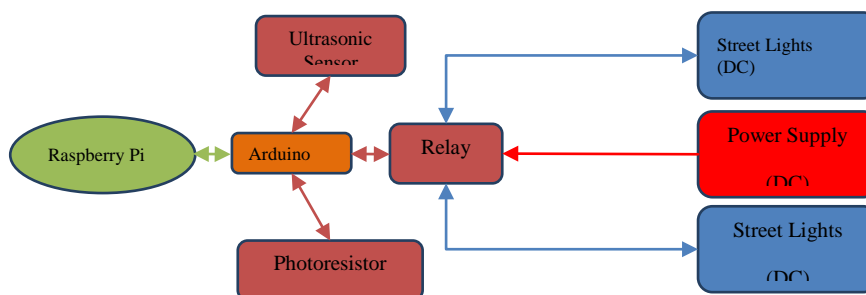 Ultrasonic
Sensor
Street Lights
(DC)
Raspberry Pi
Arduino
Relay
Power Supply
(DC)
Photoresistor
Street Lights
(DC)